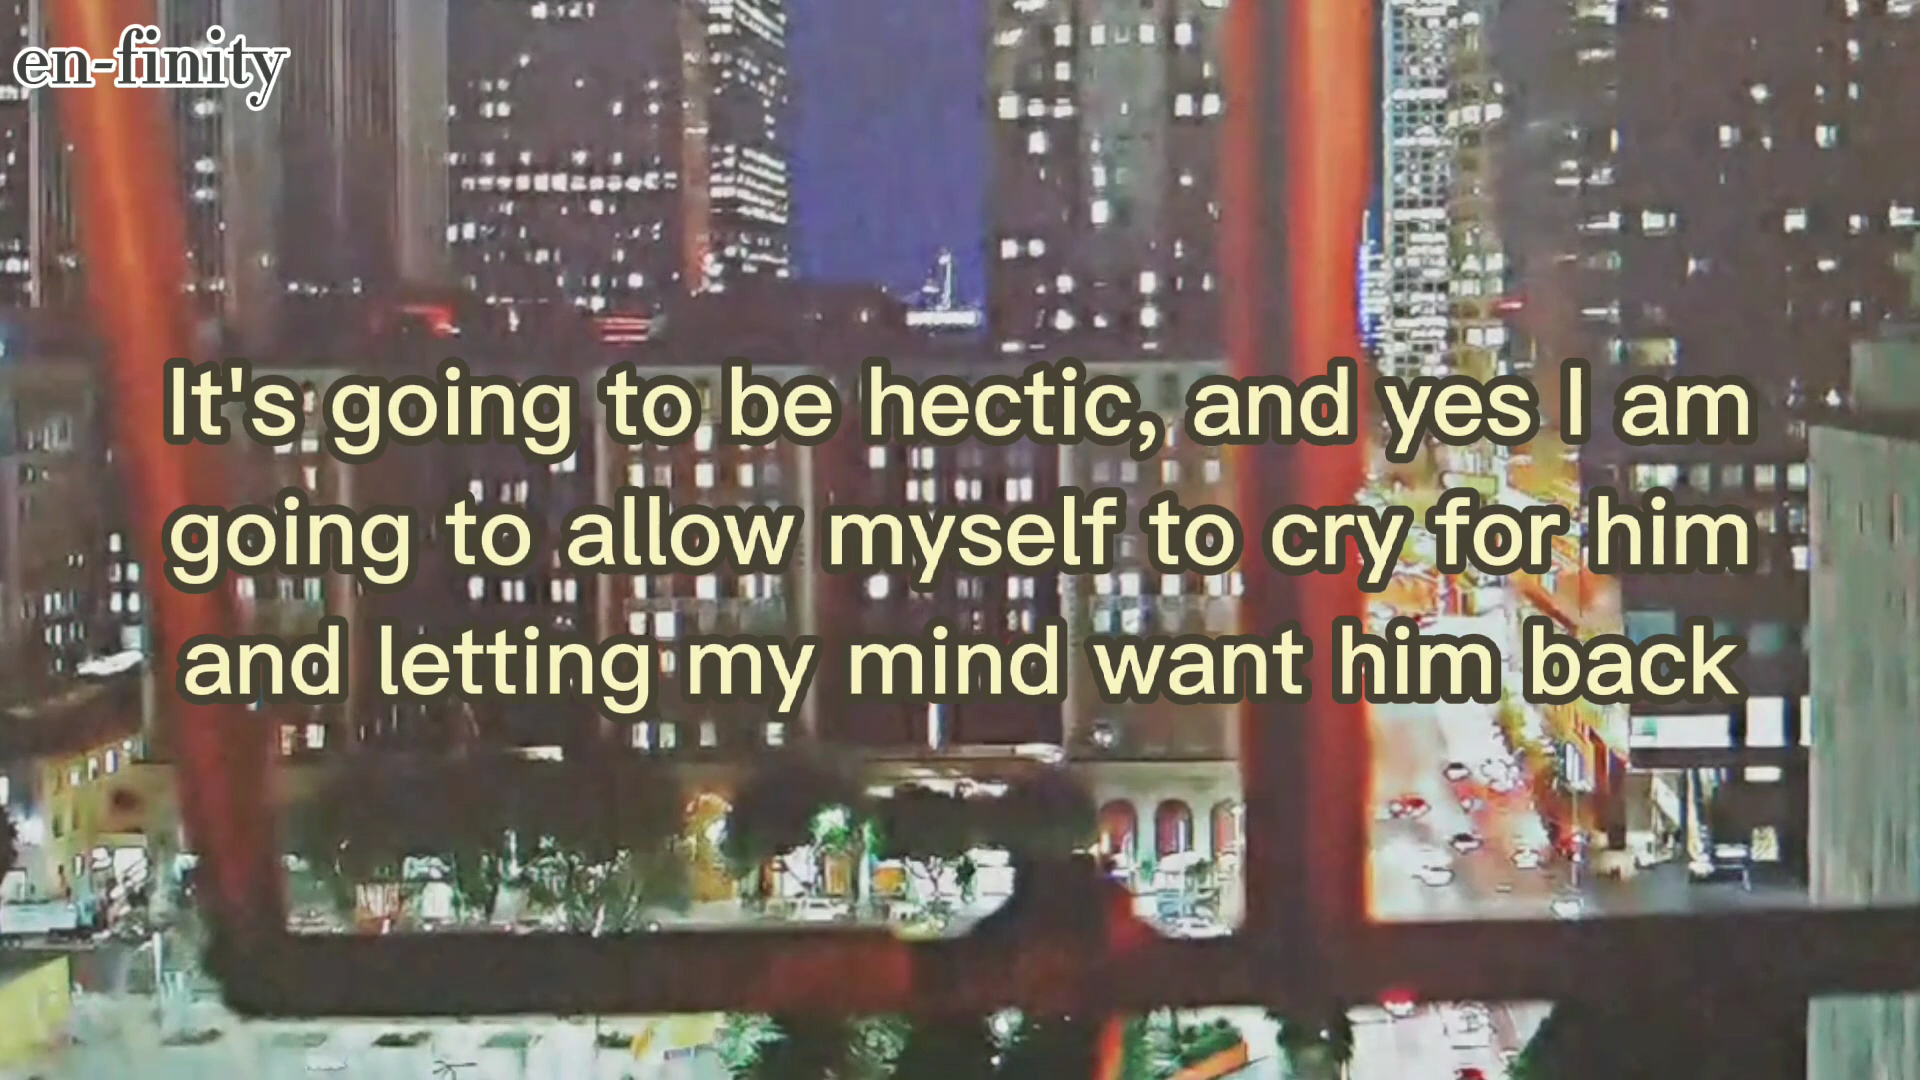 en-finity
It's going to be hectic, and yes I am
going to allow myself to cry for him
and letting my mind want him back